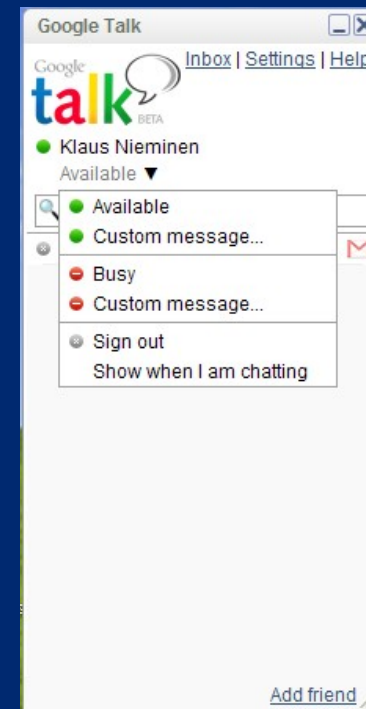 Google Talk
Inbox | Settings | Help
Google
talk
BETA
Klaus Nieminen
Available ▼
Available
Custom message...
Busy
Custom message...
Sign out
Show when I am chatting
Add friend